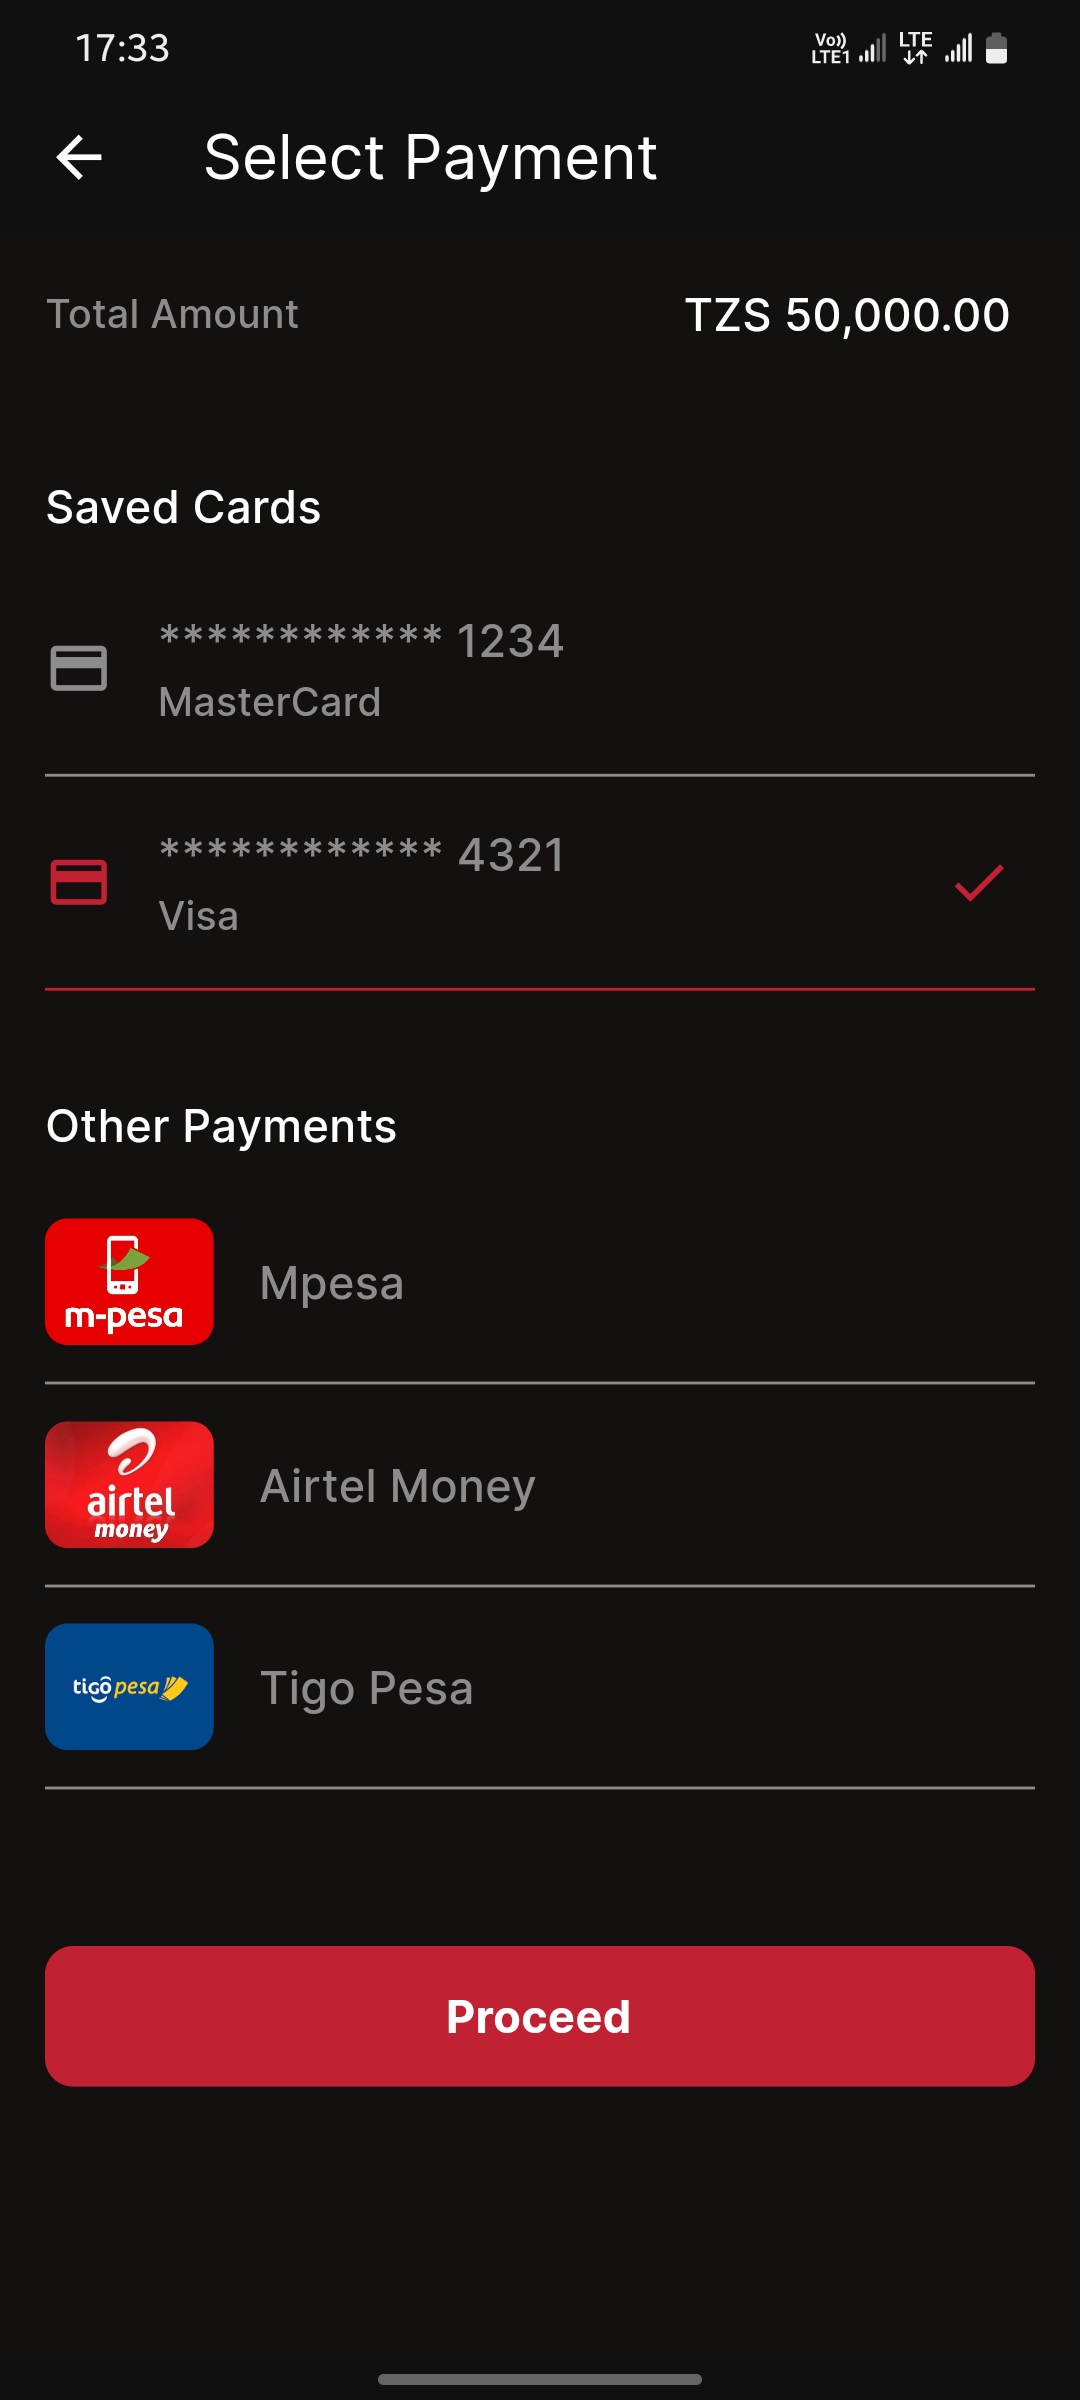 17:33
Vo))
LTE1
LTE
Select Payment
Total Amount
TZS 50,000.00
Saved Cards
************ 1234
MasterCard
************ 4321
Visa
Other Payments
m-pesa
Mpesa
airtel
money
Airtel Money
tigo pesa
Tigo Pesa
Proceed